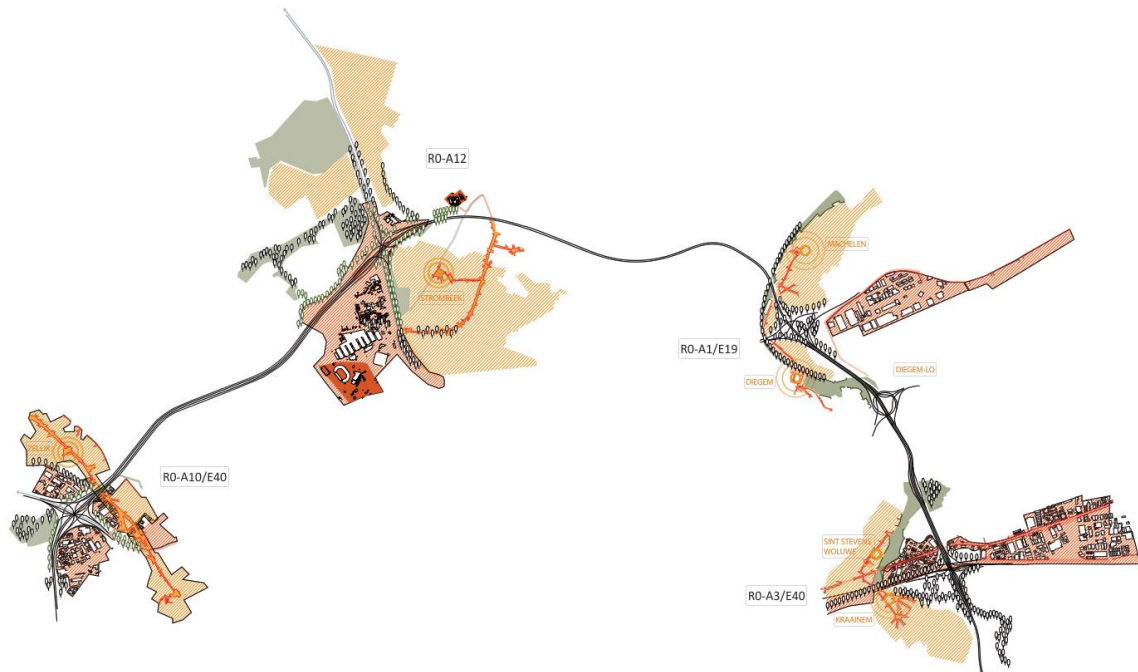 R0-A12
MACHELEN
STROMBEEK
R0-A1/E19
DIEGEM
DIEGEM-LO
ZELLIK
R0-A10/E40
SINT STEVENS
WOLUWE
R0-A3/E40
KRAAINEM